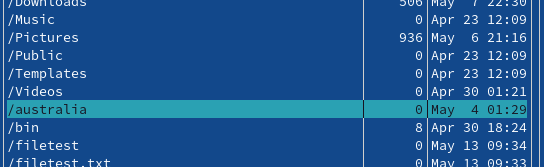 /Downloads 506 May 7 22:30
/Music 0 Apr 23 12:09
/Pictures 936 May 6 21:16
/Public 0 Apr 23 12:09
/Templates 0 Apr 23 12:09
/Videos 0 Apr 30 01:21
/australia 0 May 4 01:29
/bin 8 Apr 30 18:24
/filetest 0 May 13 09:34
/filetest.txt 0 May 13 09:33